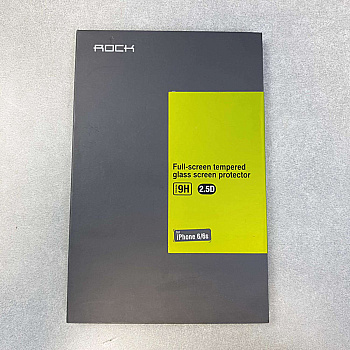 ROCK
Full-screen tempered
glass screen protector
9H 2.5D
iPhone 6/6s